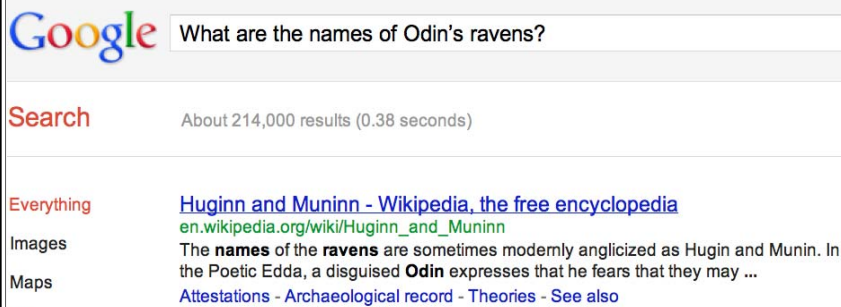 Google What are the names of Odin’s ravens?
Search About 214,000 results (0.38 seconds)
Everything
Huginn and Muninn - Wikipedia, the free encyclopedia
en.wikipedia.org/wiki/Huginn_and_Muninn
Images
The names of the ravens are sometimes modernly anglicized as Hugin and Munin. In
the Poetic Edda, a disguised Odin expresses that he fears that they may ...
Maps
Attestations - Archaeological record - Theories - See also